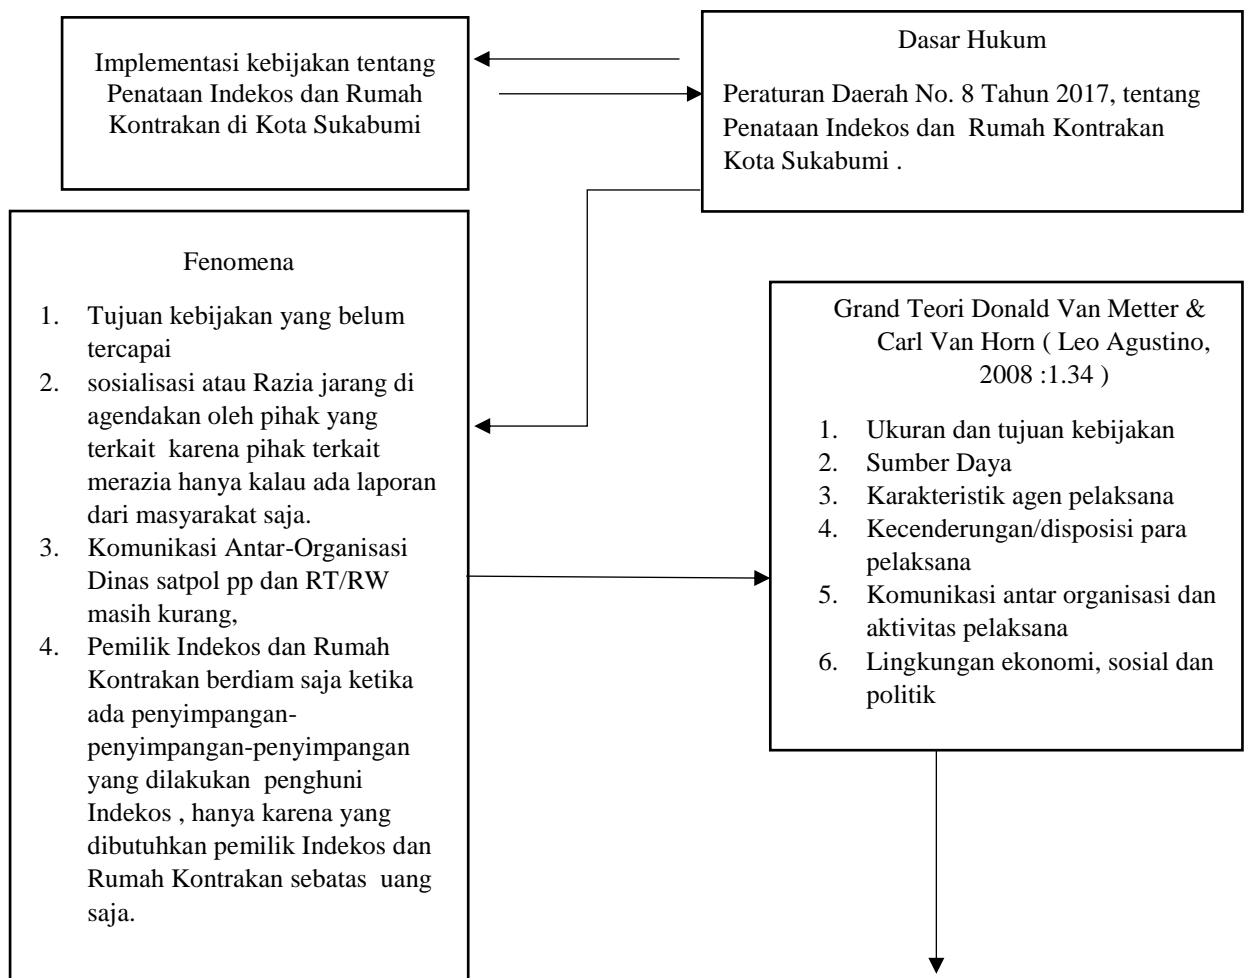 Implementasi kebijakan tentang
Penataan Indekos dan Rumah
Kontrakan di Kota Sukabumi
Dasar Hukum
Peraturan Daerah No. 8 Tahun 2017, tentang
Penataan Indekos dan Rumah Kontrakan
Kota Sukabumi .
Fenomena
1. Tujuan kebijakan yang belum
tercapai
2. sosialisasi atau Razia jarang di
agendakan oleh pihak yang
terkait karena pihak terkait
merazia hanya kalau ada laporan
dari masyarakat saja.
3. Komunikasi Antar-Organisasi
Dinas satpol pp dan RT/RW
masih kurang,
4. Pemilik Indekos dan Rumah
Kontrakan berdiam saja ketika
ada penyimpangan-
penyimpangan-penyimpangan
yang dilakukan penghuni
Indekos , hanya karena yang
dibutuhkan pemilik Indekos dan
Rumah Kontrakan sebatas uang
saja.
Grand Teori Donald Van Metter &
Carl Van Horn ( Leo Agustino,
2008 :1.34 )
1. Ukuran dan tujuan kebijakan
2. Sumber Daya
3. Karakteristik agen pelaksana
4. Kecenderungan/disposisi para
pelaksana
5. Komunikasi antar organisasi dan
aktivitas pelaksana
6. Lingkungan ekonomi, sosial dan
politik